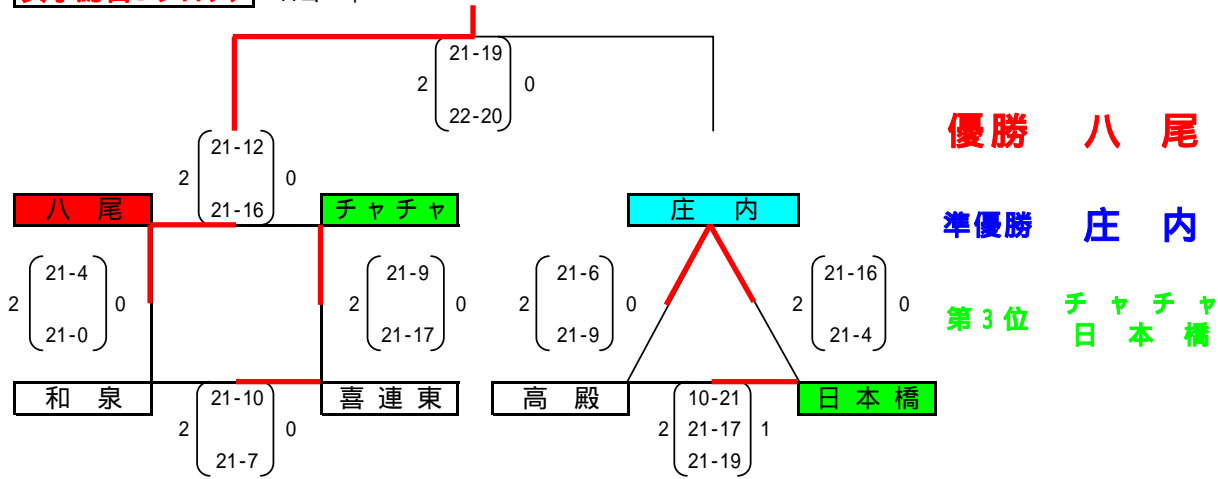 21-19
2 0
22-20
21-12
2 0
21-16
優勝 八尾
八尾 チャチャ 庄内
準優勝 庄内
21-4 21-9 21-6 21-16
2 0 2 0 2 0 2 0
21-0 21-17 21-9 21-4
第3位 チャチャ
日本橋
和泉 喜連東 高殿 日本橋
21-10 10-21
2 0 2 21-17 1
21-7 21-19